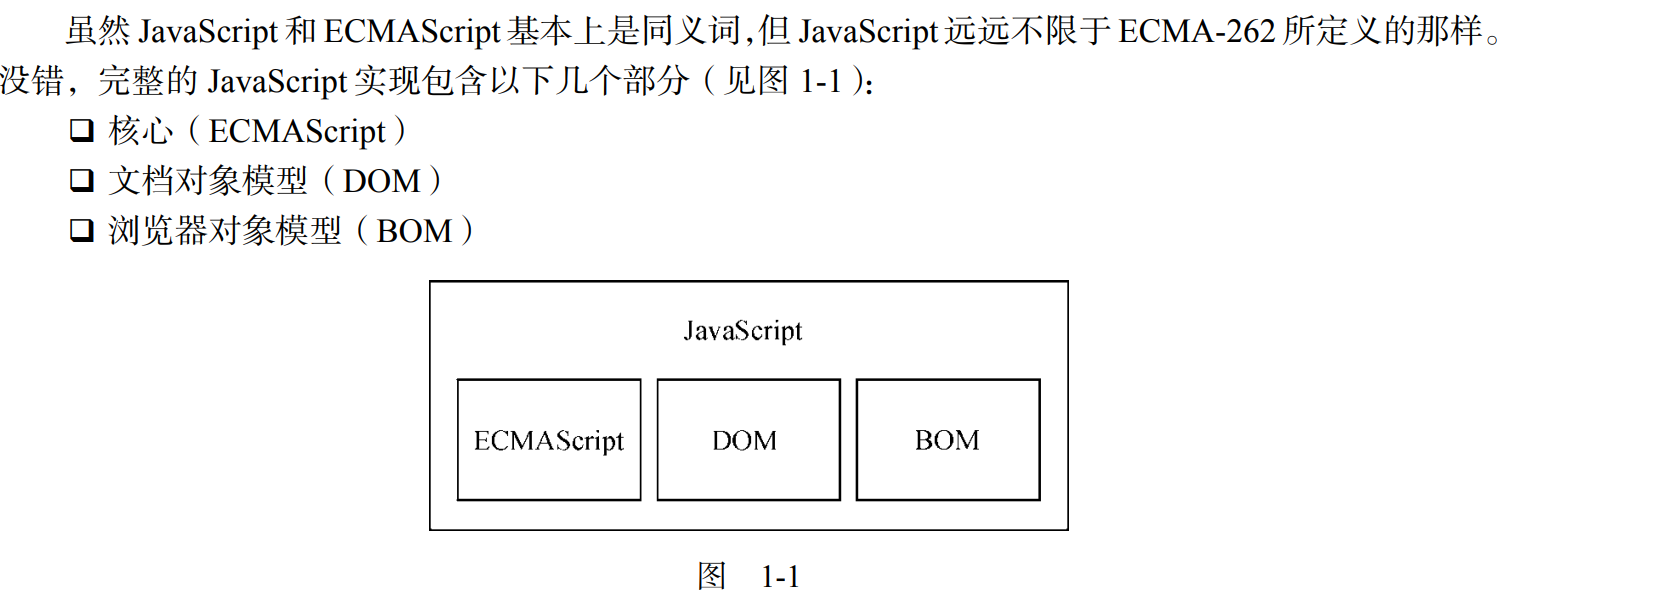 虽然 JavaScript 和 ECMAScript 基本上是同义词,但 JavaScript 远远不限于 ECMA-262 所定义的那样。
没错，完整的 JavaScript 实现包含以下几个部分（见图 1-1）：
❑ 核心（ECMAScript）
❑ 文档对象模型（DOM）
❑ 浏览器对象模型（BOM）
JavaScript
ECMAScript DOM BOM
图 1-1